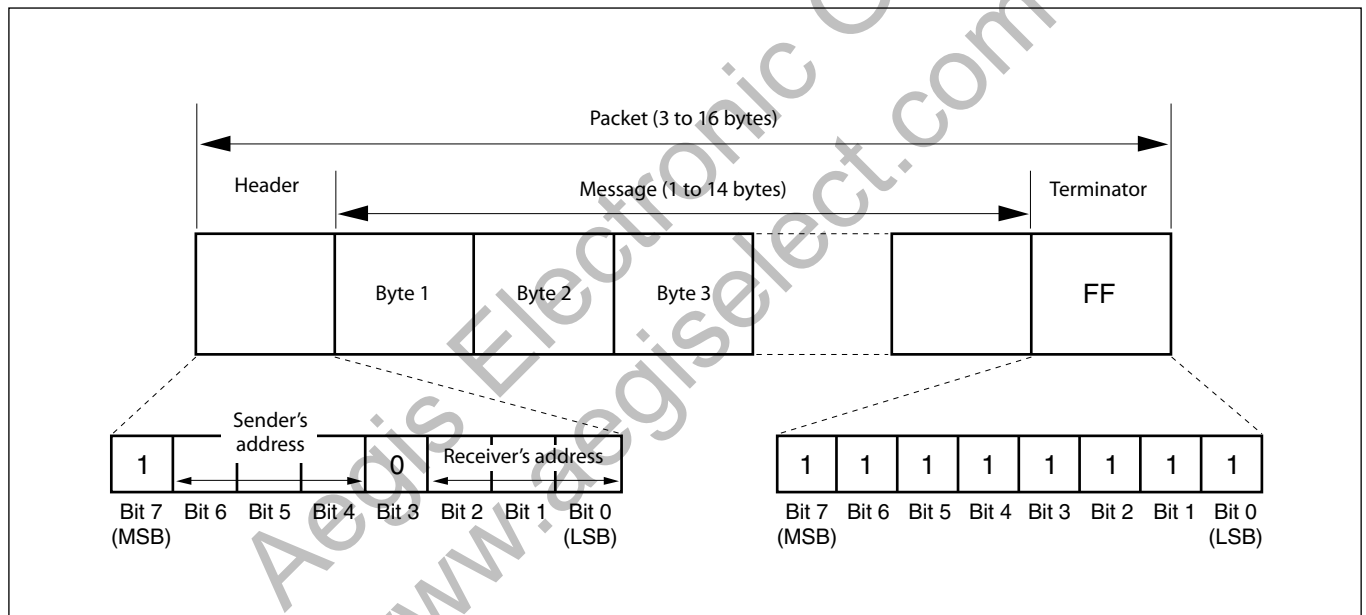 Packet (3 to 16 bytes)
Header
Message (1 to 14 bytes)
Terminator
Byte 1
Byte 2
Byte 3
FF
Sender's
address
1
0
Receiver's address
1 1 1 1 1 1 1 1
Bit 7 Bit 6 Bit 5 Bit 4 Bit 3 Bit 2 Bit 1 Bit 0
(MSB) (LSB)
Bit 7 Bit 6 Bit 5 Bit 4 Bit 3 Bit 2 Bit 1 Bit 0
(MSB) (LSB)
Aegis Electronic
www.aegiselect.com